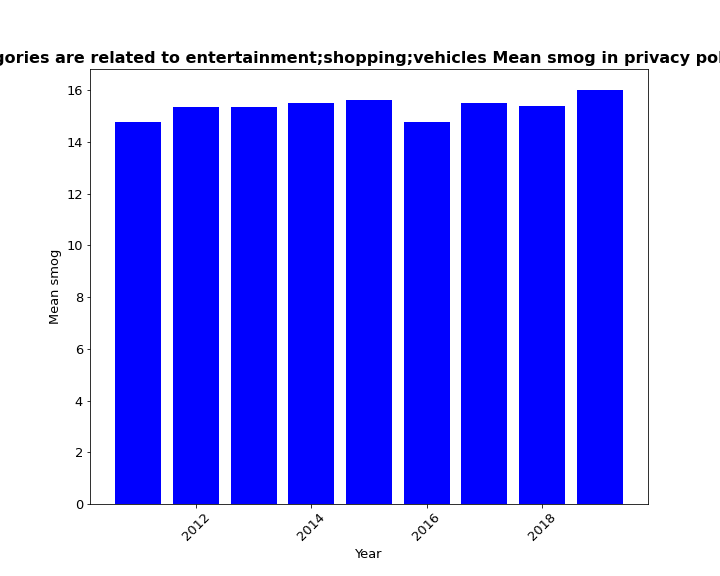 gories are related to entertainment;shopping;vehicles Mean smog in privacy pol
16
14
12
10
8
6
4
2
0
Mean smog
2012 2014 2016 2018
Year